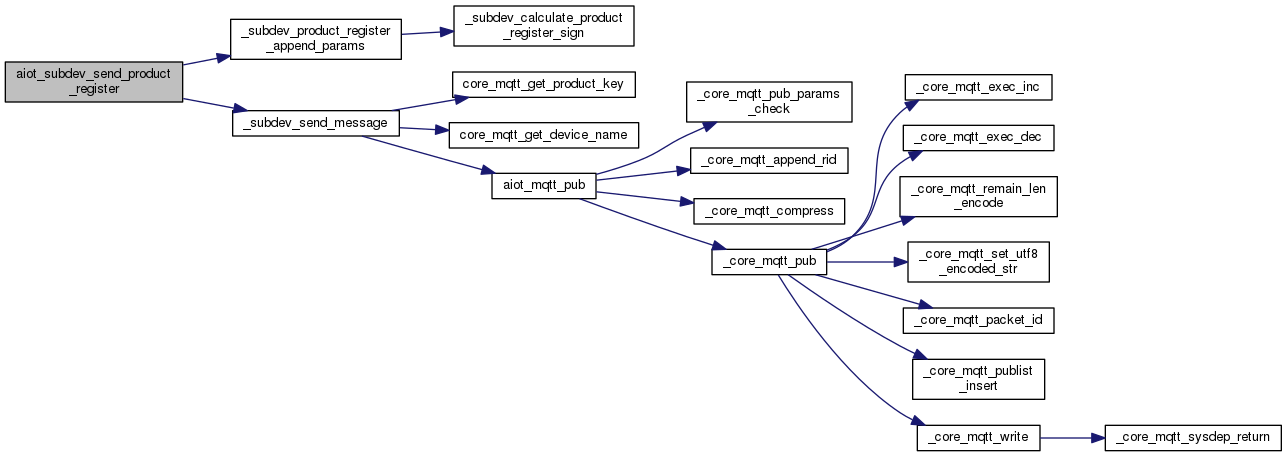 aiot_subdev_send_product
_register
_subdev_product_register
_append_params
_subdev_calculate_product
_register_sign
_subdev_send_message
core_mqtt_get_product_key
core_mqtt_get_device_name
aiot_mqtt_pub
_core_mqtt_pub_params
_check
_core_mqtt_append_rid
_core_mqtt_compress
_core_mqtt_pub
_core_mqtt_exec_inc
_core_mqtt_exec_dec
_core_mqtt_remain_len
_encode
_core_mqtt_set_utf8
_encoded_str
_core_mqtt_packet_id
_core_mqtt_publist
_insert
_core_mqtt_write
_core_mqtt_sysdep_return